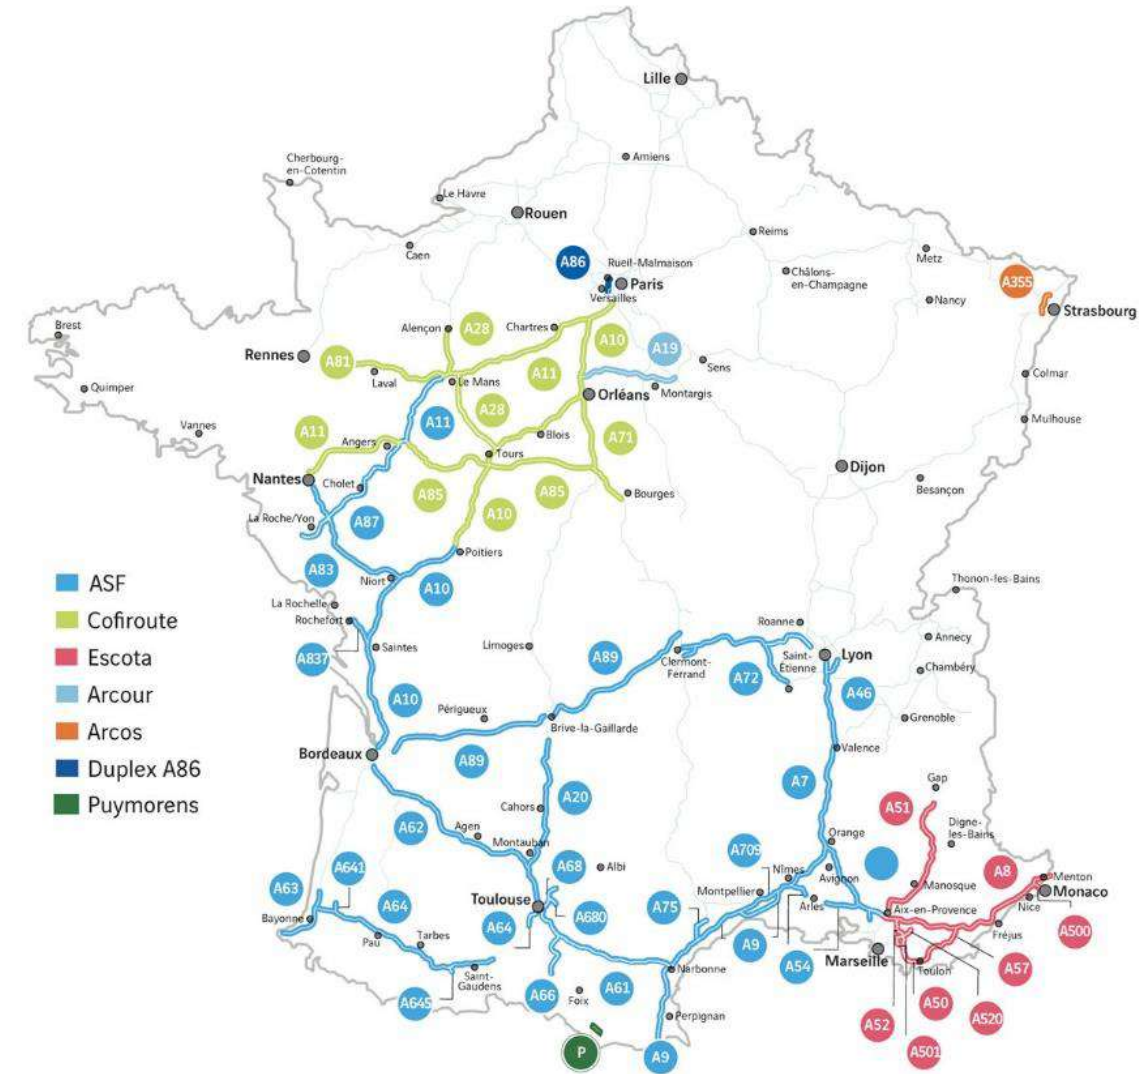 Lille
Amiens
Cherbourg-
en-Cotentin
Le Havre
Rouen
Reims
Caen
Metz
A86
Rueil-Malmaison
Paris
Versailles
Châlons-
en-Champagne
A355
Nancy
Strasbourg
Brest
Alençon
A28
Chartres
A10
A19
Rennes
A81
Laval
Le Mans
A11
Sens
Montargis
Colmar
Quimper
Orléans
A28
A11
Mulhouse
Vannes
A11
Angers
Blois
A71
Tours
Dijon
Nantes
Cholet
A85
A85
Bourges
Besançon
A10
La Roche/Yon
A87
Poitiers
A83
Niort
A10
ASF
Cofiroute
Escota
Arcour
Arcos
Duplex A86
Puymorens
Thonon-les-Bains
La Rochelle
Rochefort
Roanne
Annecy
A837
Saintes
Limoges
A89
Clermont-
Ferrand
A72
Saint-
Étienne
Lyon
Chambéry
A46
A10
Périgueux
Brive-la-Gaillarde
Grenoble
Bordeaux
A89
Valence
A20
A7
Gap
Cahors
A51
A62
Agen
Montauban
Digne-
les-Bains
Orange
A641
A68
Albi
A709
Nîmes
Avignon
A8
Menton
Monaco
A63
A64
Toulouse
Montpellier
Manosque
Arles
Aix-en-Provence
Nice
Bayonne
A680
A75
A64
A9
Fréjus
A500
Pau
Tarbes
A54
Marseille
Toulon
A57
Saint-
Gaudens
Narbonne
A645
A66
A61
Foix
A50
A520
Perpignan
A52
A501
P
A9